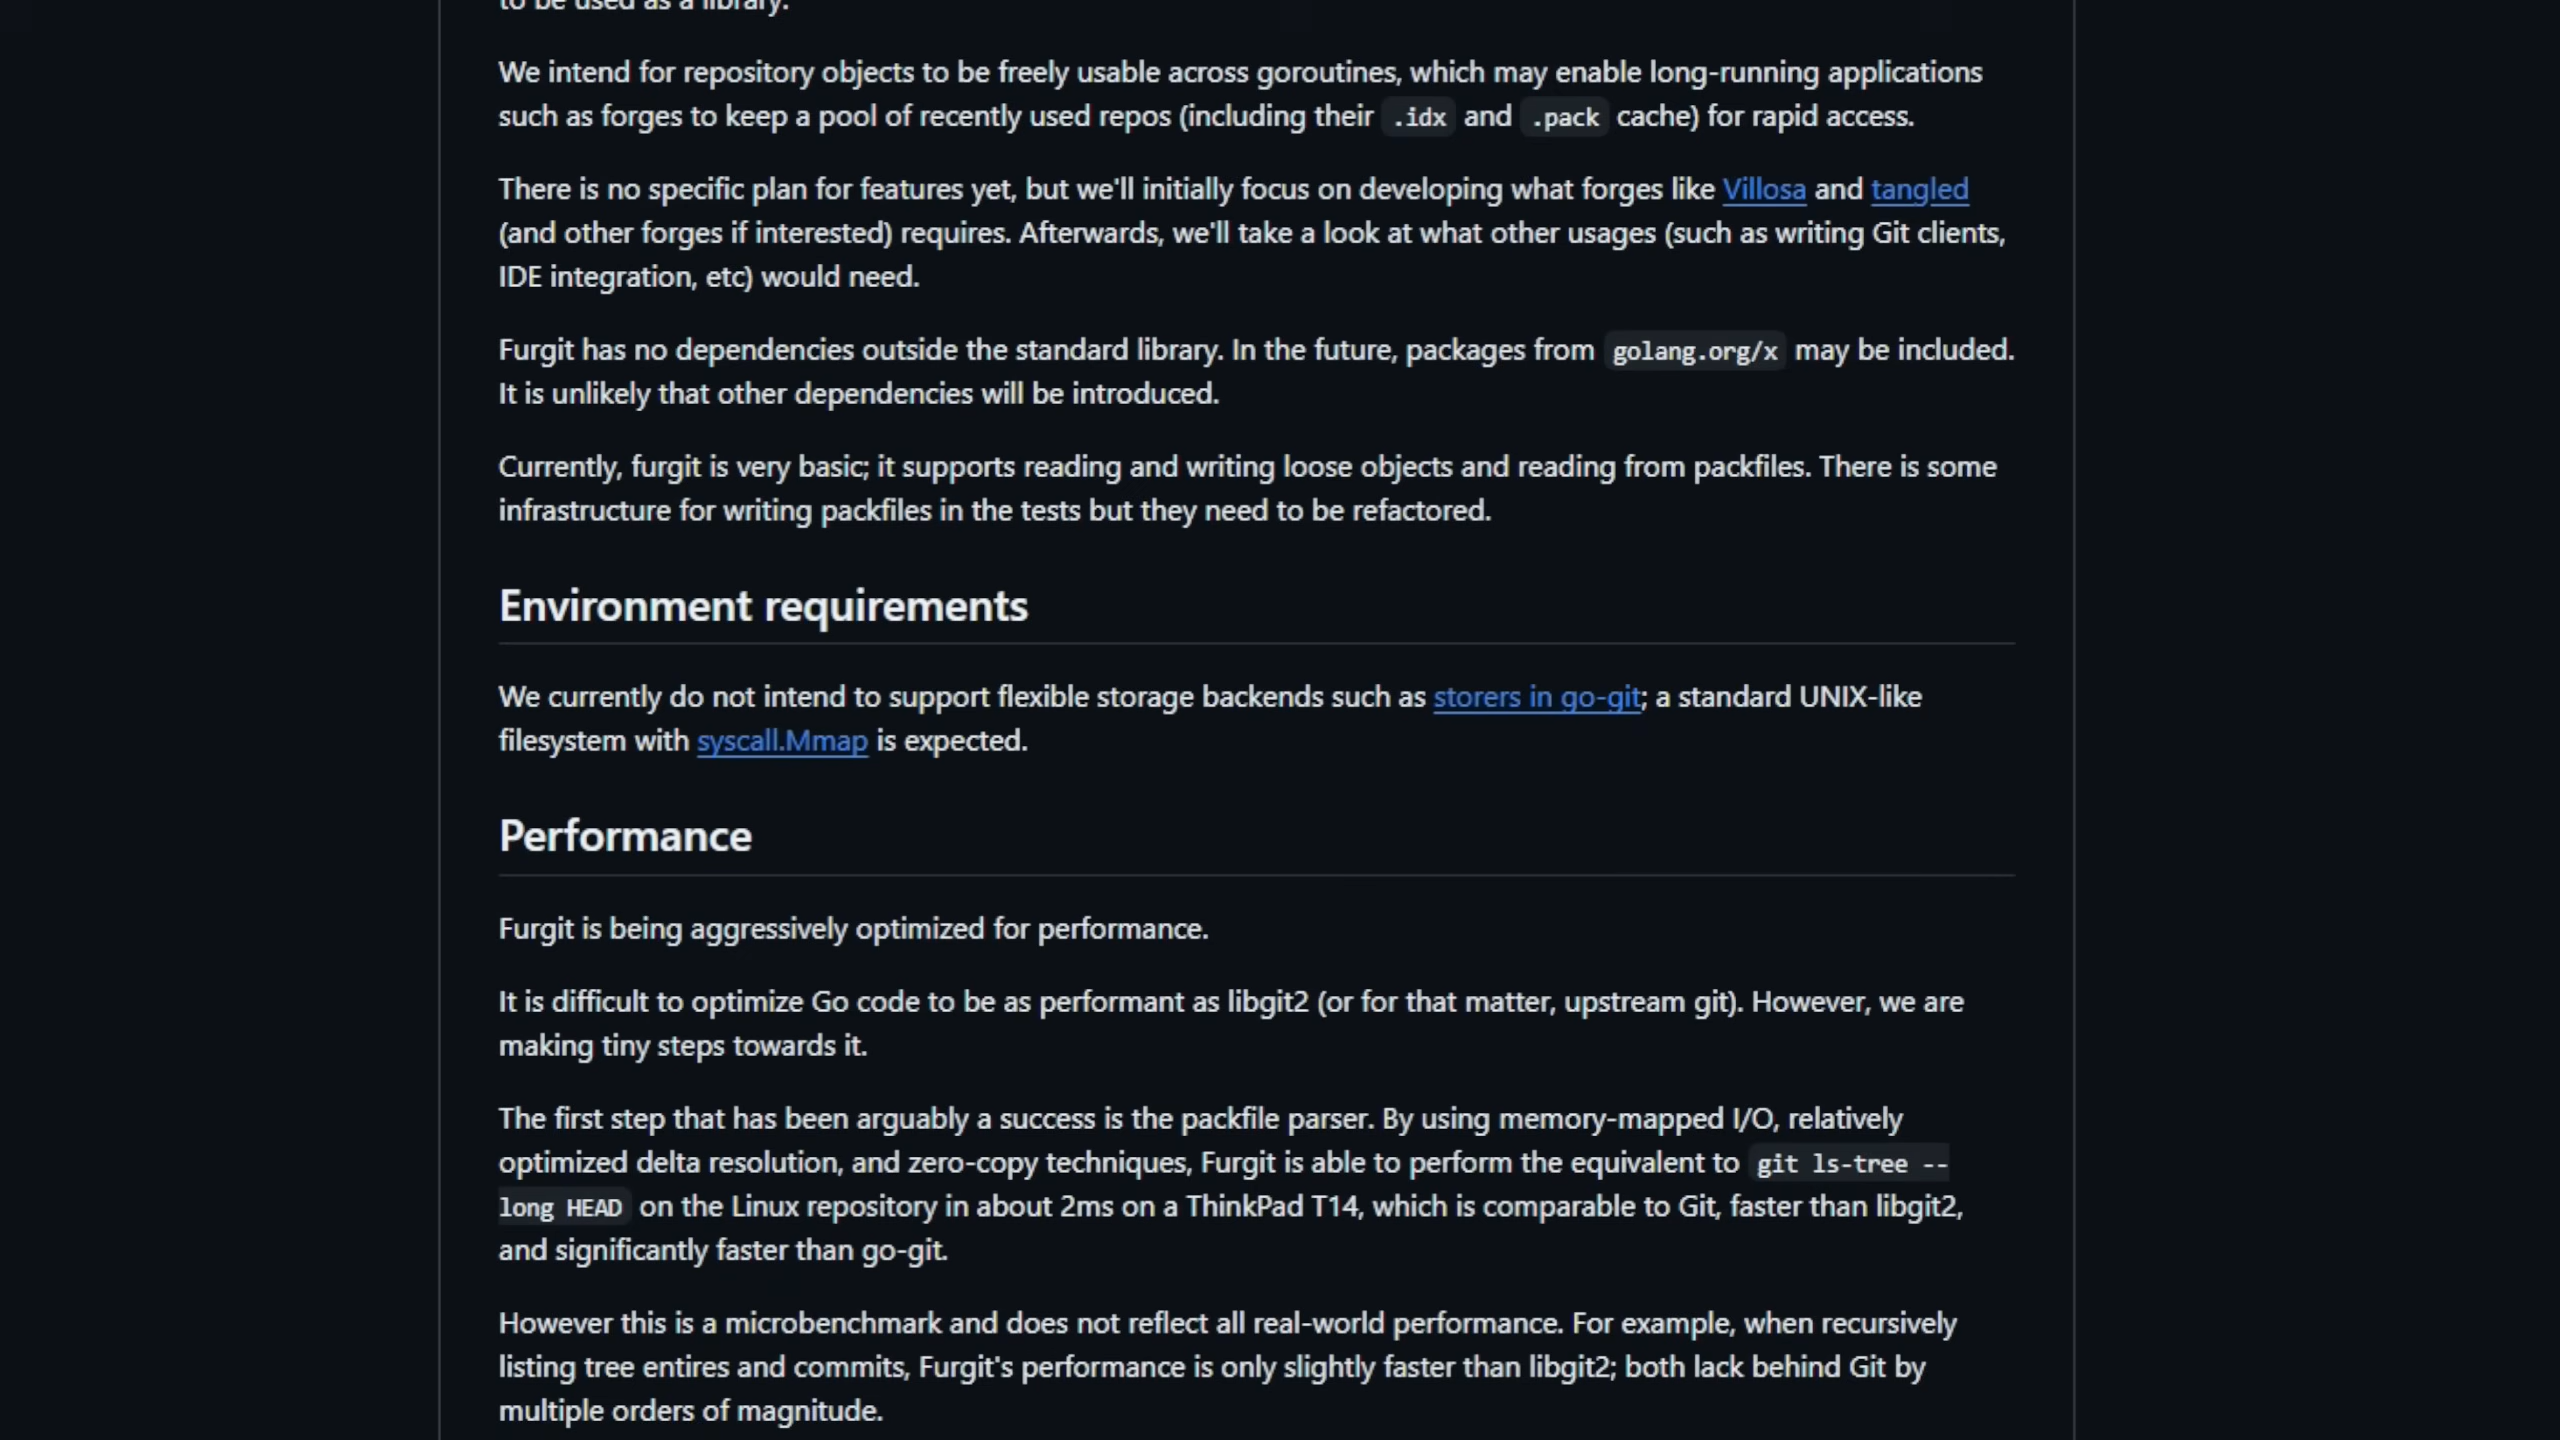 to be used as a library.
We intend for repository objects to be freely usable across goroutines, which may enable long-running applications
such as forges to keep a pool of recently used repos (including their .idx and .pack cache) for rapid access.
There is no specific plan for features yet, but we'll initially focus on developing what forges like Villosa and tangled
(and other forges if interested) requires. Afterwards, we'll take a look at what other usages (such as writing Git clients,
IDE integration, etc) would need.
Furgit has no dependencies outside the standard library. In the future, packages from golang.org/x may be included.
It is unlikely that other dependencies will be introduced.
Currently, furgit is very basic; it supports reading and writing loose objects and reading from packfiles. There is some
infrastructure for writing packfiles in the tests but they need to be refactored.
Environment requirements
We currently do not intend to support flexible storage backends such as storers in go-git; a standard UNIX-like
filesystem with syscall.Mmap is expected.
Performance
Furgit is being aggressively optimized for performance.
It is difficult to optimize Go code to be as performant as libgit2 (or for that matter, upstream git). However, we are
making tiny steps towards it.
The first step that has been arguably a success is the packfile parser. By using memory-mapped I/O, relatively
optimized delta resolution, and zero-copy techniques, Furgit is able to perform the equivalent to git ls-tree --
long HEAD on the Linux repository in about 2ms on a ThinkPad T14, which is comparable to Git, faster than libgit2,
and significantly faster than go-git.
However this is a microbenchmark and does not reflect all real-world performance. For example, when recursively
listing tree entires and commits, Furgit's performance is only slightly faster than libgit2; both lack behind Git by
multiple orders of magnitude.